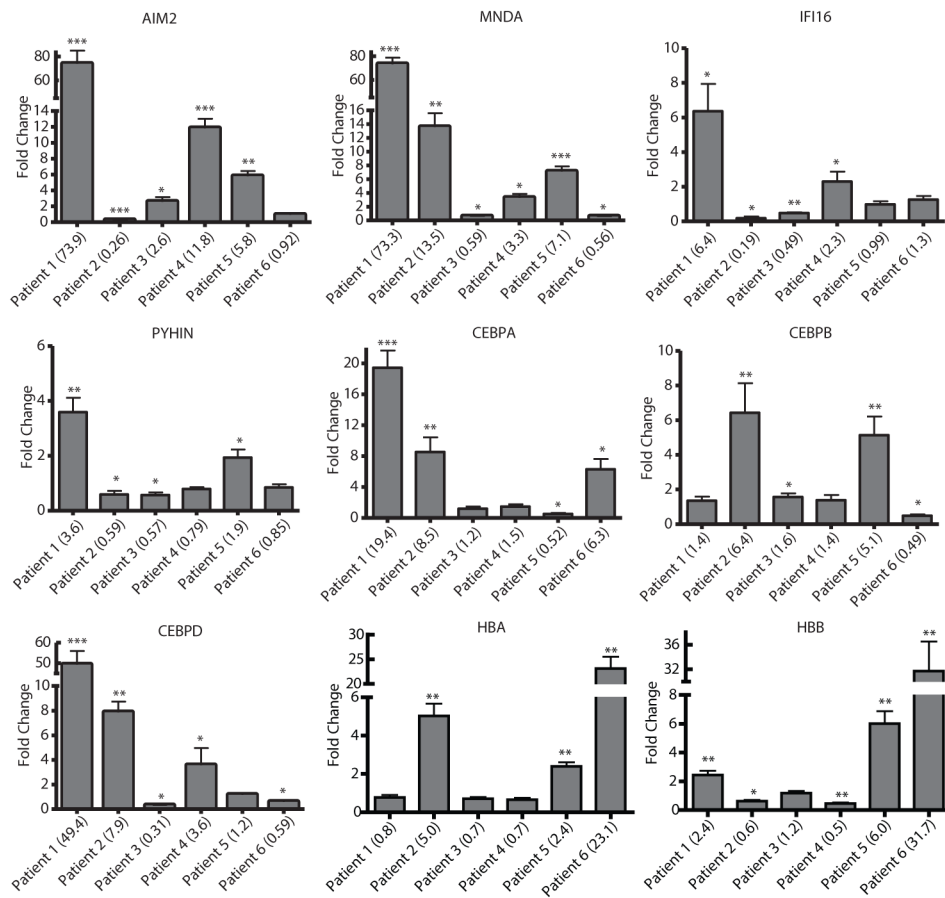 AIM2
Fold Change
80
60
14
12
10
8
6
4
2
0
***
***
*
***
**
Patient 1 (73.9)
Patient 2 (0.26)
Patient 3 (2.6)
Patient 4 (11.8)
Patient 5 (5.8)
Patient 6 (0.92)
MNDA
Fold Change
80
60
16
14
12
10
8
6
4
2
0
***
**
*
*
***
*
Patient 1 (73.3)
Patient 2 (13.5)
Patient 3 (0.59)
Patient 4 (3.3)
Patient 5 (7.1)
Patient 6 (0.56)
IFI16
Fold Change
10
8
6
4
2
0
*
*
**
*
Patient 1 (6.4)
Patient 2 (0.19)
Patient 3 (0.49)
Patient 4 (2.3)
Patient 5 (0.99)
Patient 6 (1.3)
PYHIN
Fold Change
6
4
2
0
**
*
*
*
Patient 1 (3.6)
Patient 2 (0.59)
Patient 3 (0.57)
Patient 4 (0.79)
Patient 5 (1.9)
Patient 6 (0.85)
CEBPA
Fold Change
20
16
12
8
4
0
***
**
*
*
Patient 1 (19.4)
Patient 2 (8.5)
Patient 3 (1.2)
Patient 4 (1.5)
Patient 5 (0.52)
Patient 6 (6.3)
CEBPB
Fold Change
10
8
6
4
2
0
**
*
**
*
Patient 1 (1.4)
Patient 2 (6.4)
Patient 3 (1.6)
Patient 4 (1.4)
Patient 5 (5.1)
Patient 6 (0.49)
CEBPD
Fold Change
60
50
10
8
6
4
2
0
***
**
*
*
*
Patient 1 (49.4)
Patient 2 (7.9)
Patient 3 (0.31)
Patient 4 (3.6)
Patient 5 (1.2)
Patient 6 (0.59)
HBA
Fold Change
30
25
20
6
4
2
0
**
**
**
Patient 1 (0.8)
Patient 2 (5.0)
Patient 3 (0.7)
Patient 4 (0.7)
Patient 5 (2.4)
Patient 6 (23.1)
HBB
Fold Change
36
32
8
6
4
2
0
**
*
**
**
**
Patient 1 (2.4)
Patient 2 (0.6)
Patient 3 (1.2)
Patient 4 (0.5)
Patient 5 (6.0)
Patient 6 (31.7)